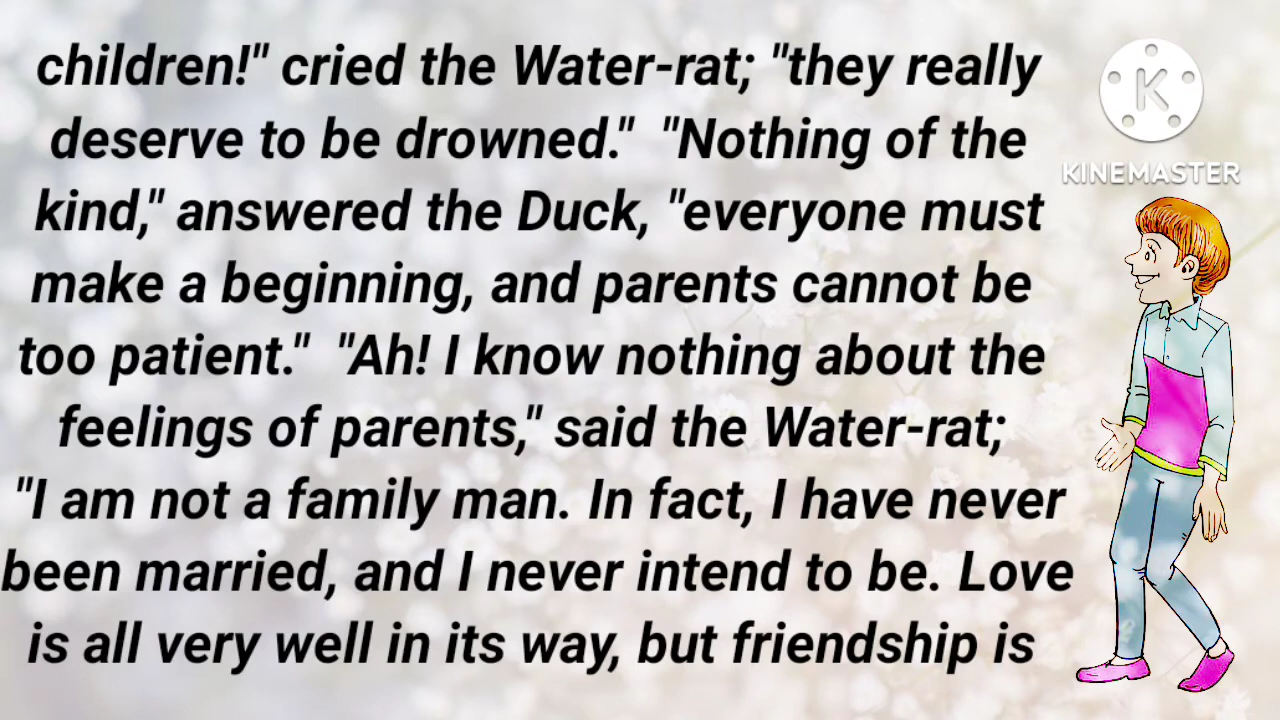 children!" cried the Water-rat; "they really
deserve to be drowned." "Nothing of the
kind," answered the Duck, "everyone must
make a beginning, and parents cannot be
too patient." "Ah! I know nothing about the
feelings of parents," said the Water-rat;
"I am not a family man. In fact, I have never
been married, and I never intend to be. Love
is all very well in its way, but friendship is
K
KINEMASTER